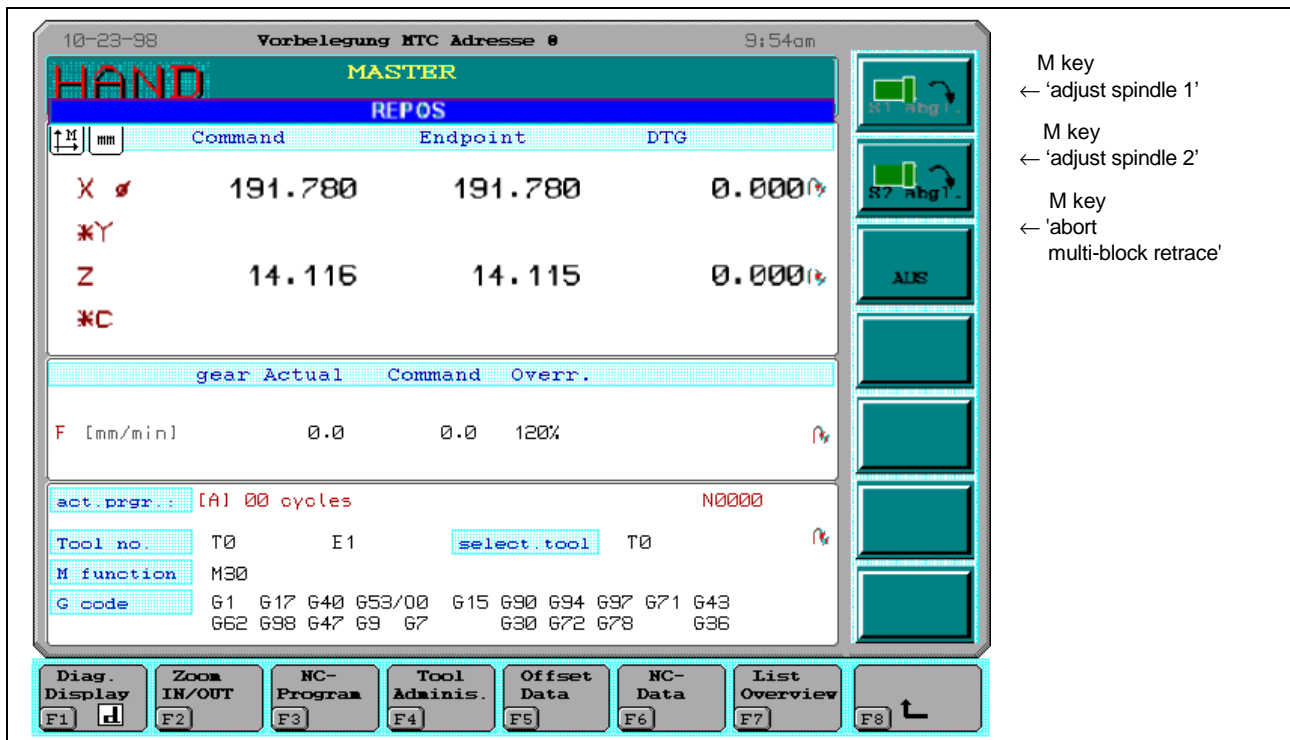 10-23-98 Vorbelegung MTC Adresse 0 9:54am
HAND MASTER
REPOS
M mm Command Endpoint DTG
X ø 191.780 191.780 0.000
*Y
Z 14.116 14.115 0.000
*C
gear Actual Command Overr.
F [mm/min] 0.0 0.0 120%
act.prgr.: [A] 00 cycles N0000
Tool no. T0 E1 select.tool T0
M function M30
G code G1 G17 G40 G53/00 G15 G90 G94 G97 G71 G43
G62 G98 G47 G9 G7 G30 G72 G78 G36
S1 abgl.
S2 abgl.
AUS
M key
← ‘adjust spindle 1’
M key
← ‘adjust spindle 2’
M key
← ‘abort
multi-block retrace'
Diag. Display F1 d
Zoom IN/OUT F2
NC- Program F3
Tool Adminis. F4
Offset Data F5
NC- Data F6
List Overview F7
F8